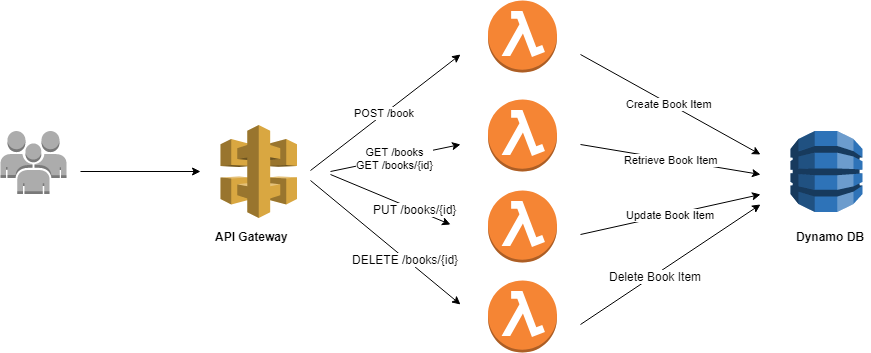 POST /book
GET /books
GET /books/{id}
PUT /books/{id}
DELETE /books/{id}
API Gateway
Create Book Item
Retrieve Book Item
Update Book Item
Delete Book Item
Dynamo DB